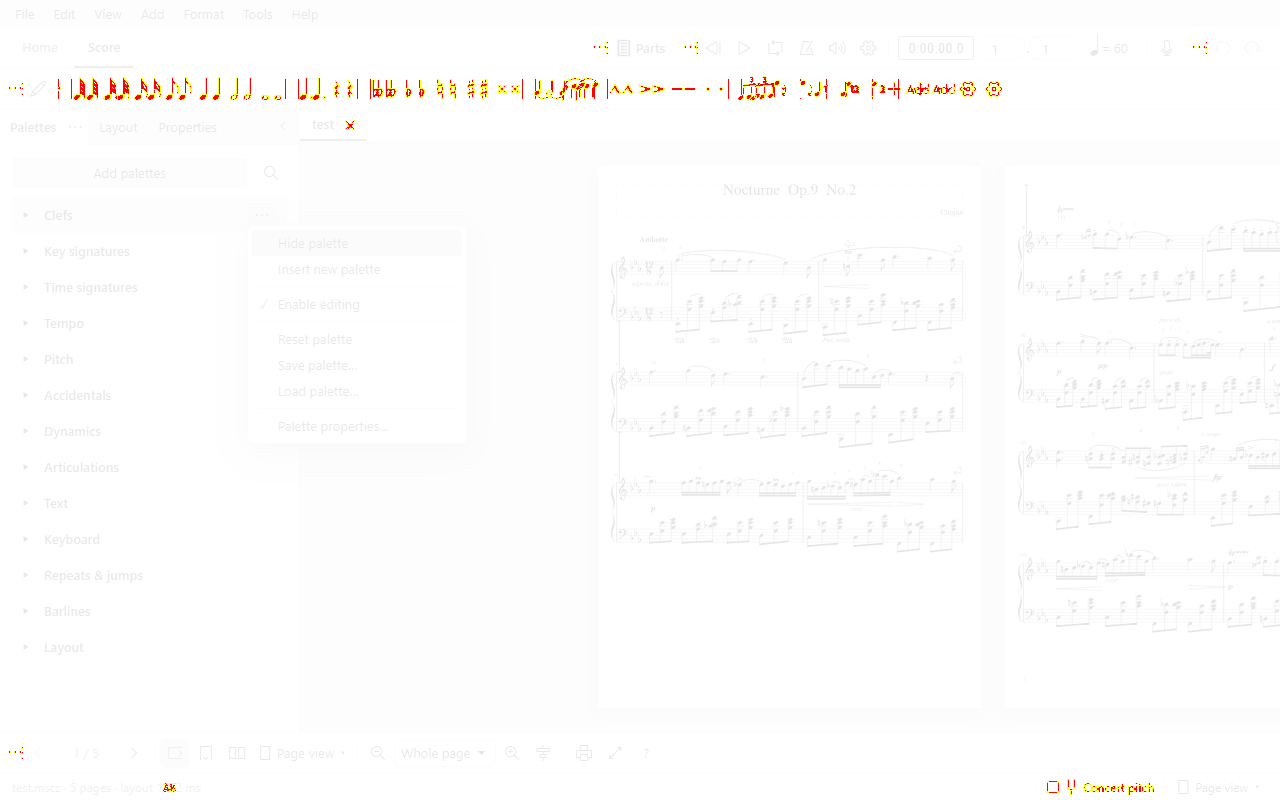 File Edit View Add Format Tools Help
Home Score Parts 0:00:00.0 1 . 1 = 60
Palettes Layout Properties test
Add palettes
Clefs
Key signatures
Time signatures
Tempo
Pitch
Accidentals
Dynamics
Articulations
Text
Keyboard
Repeats & jumps
Barlines
Layout
Hide palette
Insert new palette
Enable editing
Reset palette
Save palette...
Load palette...
Palette properties...
Nocturne Op.9 No.2
Chopin
Andante
1 / 5 Page view Whole page ?
test.mscz · 5 pages · layout ms Concert pitch Page view